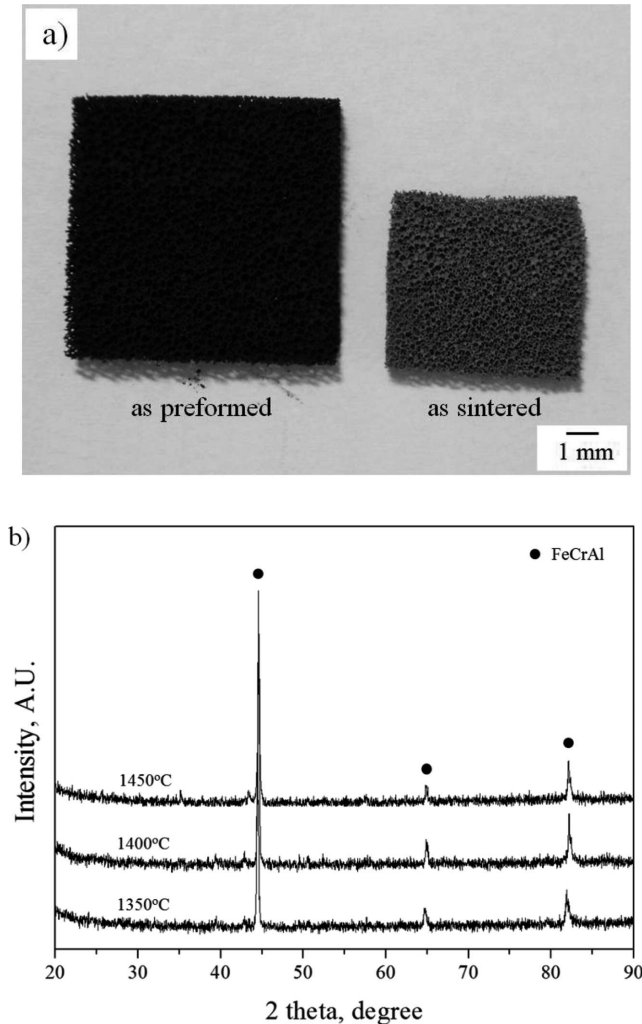 a)
as preformed
as sintered
1 mm
b)
● FeCrAl
Intensity, A.U.
1450°C
1400°C
1350°C
20 30 40 50 60 70 80 90
2 theta, degree